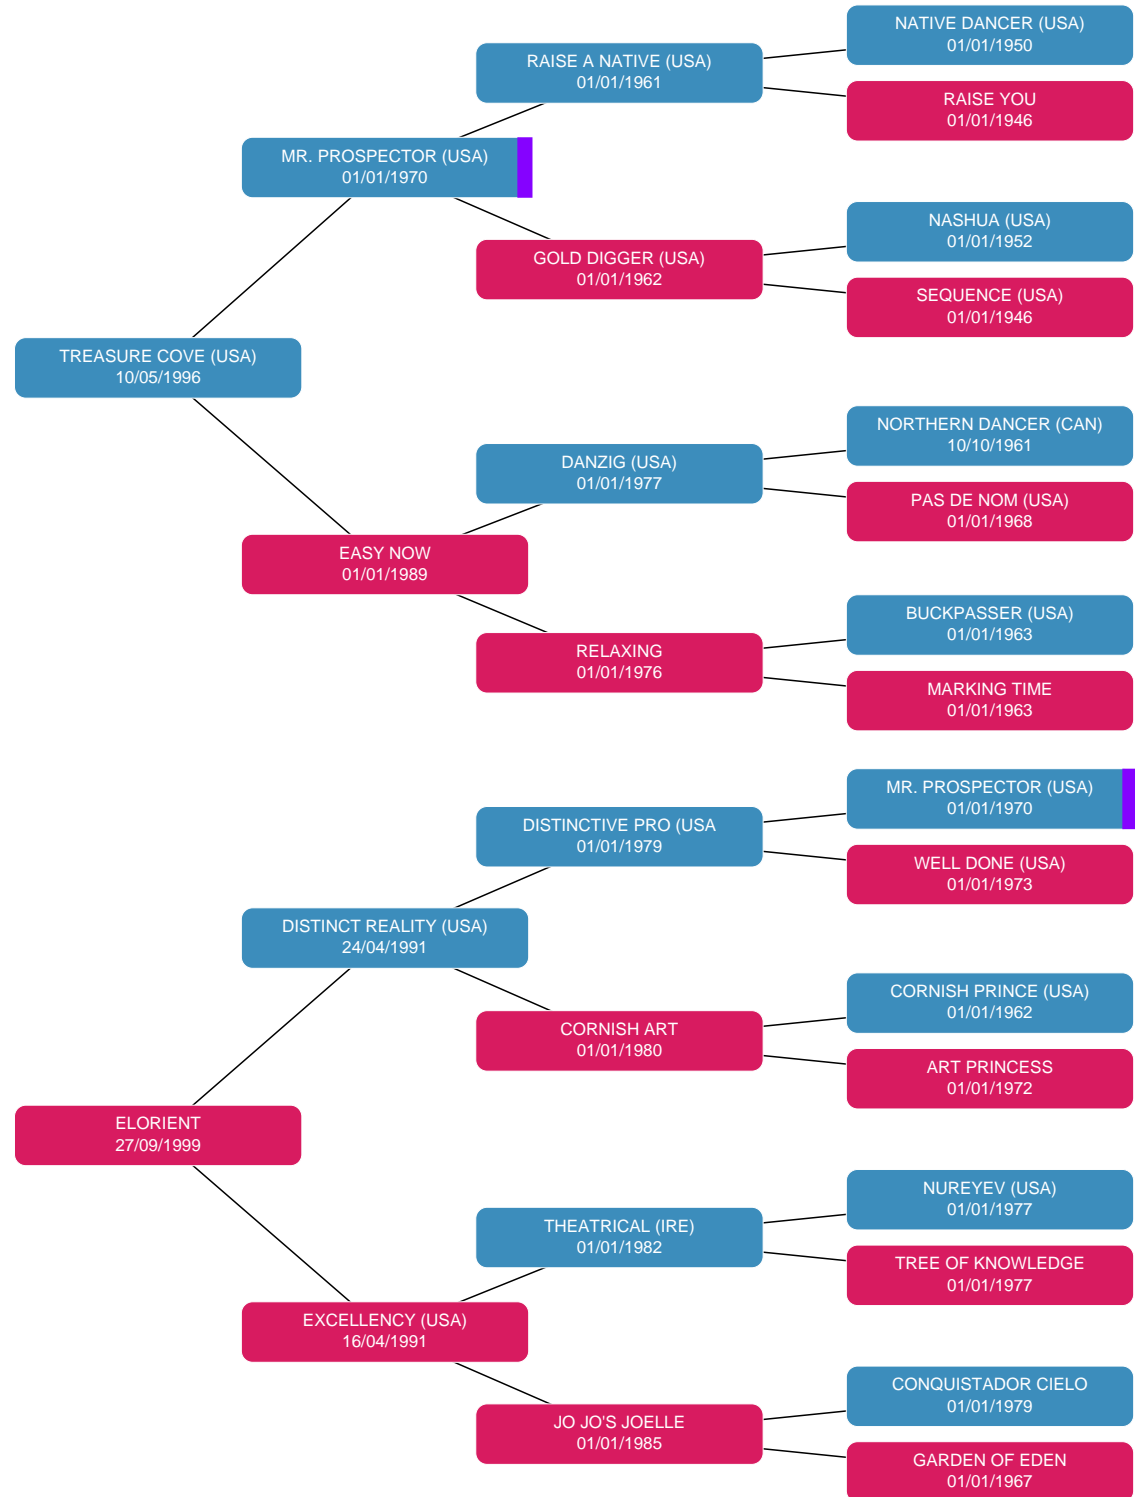 NATIVE DANCER (USA)
01/01/1950
RAISE A NATIVE (USA)
01/01/1961
RAISE YOU
01/01/1946
MR. PROSPECTOR (USA)
01/01/1970
NASHUA (USA)
01/01/1952
GOLD DIGGER (USA)
01/01/1962
SEQUENCE (USA)
01/01/1946
TREASURE COVE (USA)
10/05/1996
NORTHERN DANCER (CAN)
10/10/1961
DANZIG (USA)
01/01/1977
PAS DE NOM (USA)
01/01/1968
EASY NOW
01/01/1989
BUCKPASSER (USA)
01/01/1963
RELAXING
01/01/1976
MARKING TIME
01/01/1963
MR. PROSPECTOR (USA)
01/01/1970
DISTINCTIVE PRO (USA
01/01/1979
WELL DONE (USA)
01/01/1973
DISTINCT REALITY (USA)
24/04/1991
CORNISH PRINCE (USA)
01/01/1962
CORNISH ART
01/01/1980
ART PRINCESS
01/01/1972
ELORIENT
27/09/1999
NUREYEV (USA)
01/01/1977
THEATRICAL (IRE)
01/01/1982
TREE OF KNOWLEDGE
01/01/1977
EXCELLENCY (USA)
16/04/1991
CONQUISTADOR CIELO
01/01/1979
JO JO'S JOELLE
01/01/1985
GARDEN OF EDEN
01/01/1967